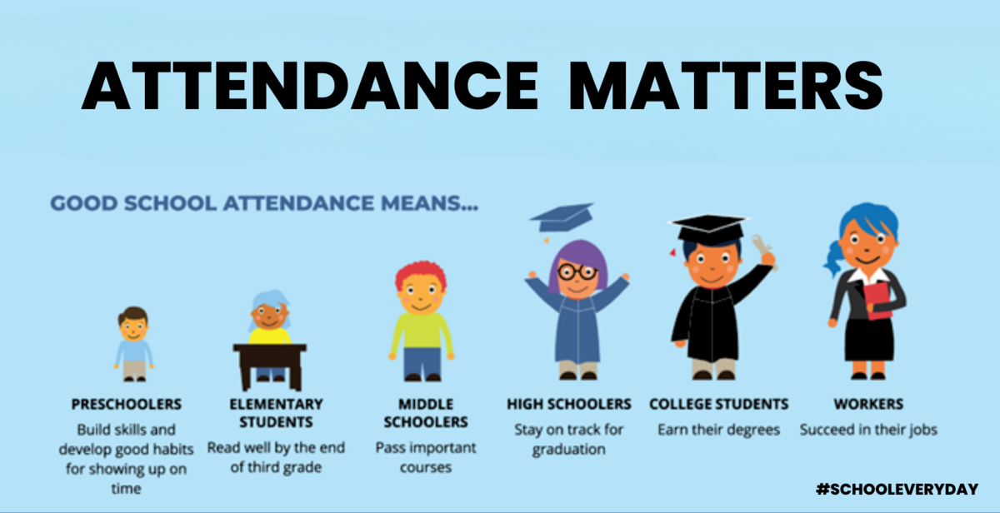 ATTENDANCE MATTERS
GOOD SCHOOL ATTENDANCE MEANS...
PRESCHOOLERS
Build skills and
develop good habits
for showing up on
time
ELEMENTARY
STUDENTS
Read well by the end
of third grade
MIDDLE
SCHOOLERS
Pass important
courses
HIGH SCHOOLERS
Stay on track for
graduation
COLLEGE STUDENTS
Earn their degrees
WORKERS
Succeed in their jobs
#SCHOOLEVERYDAY